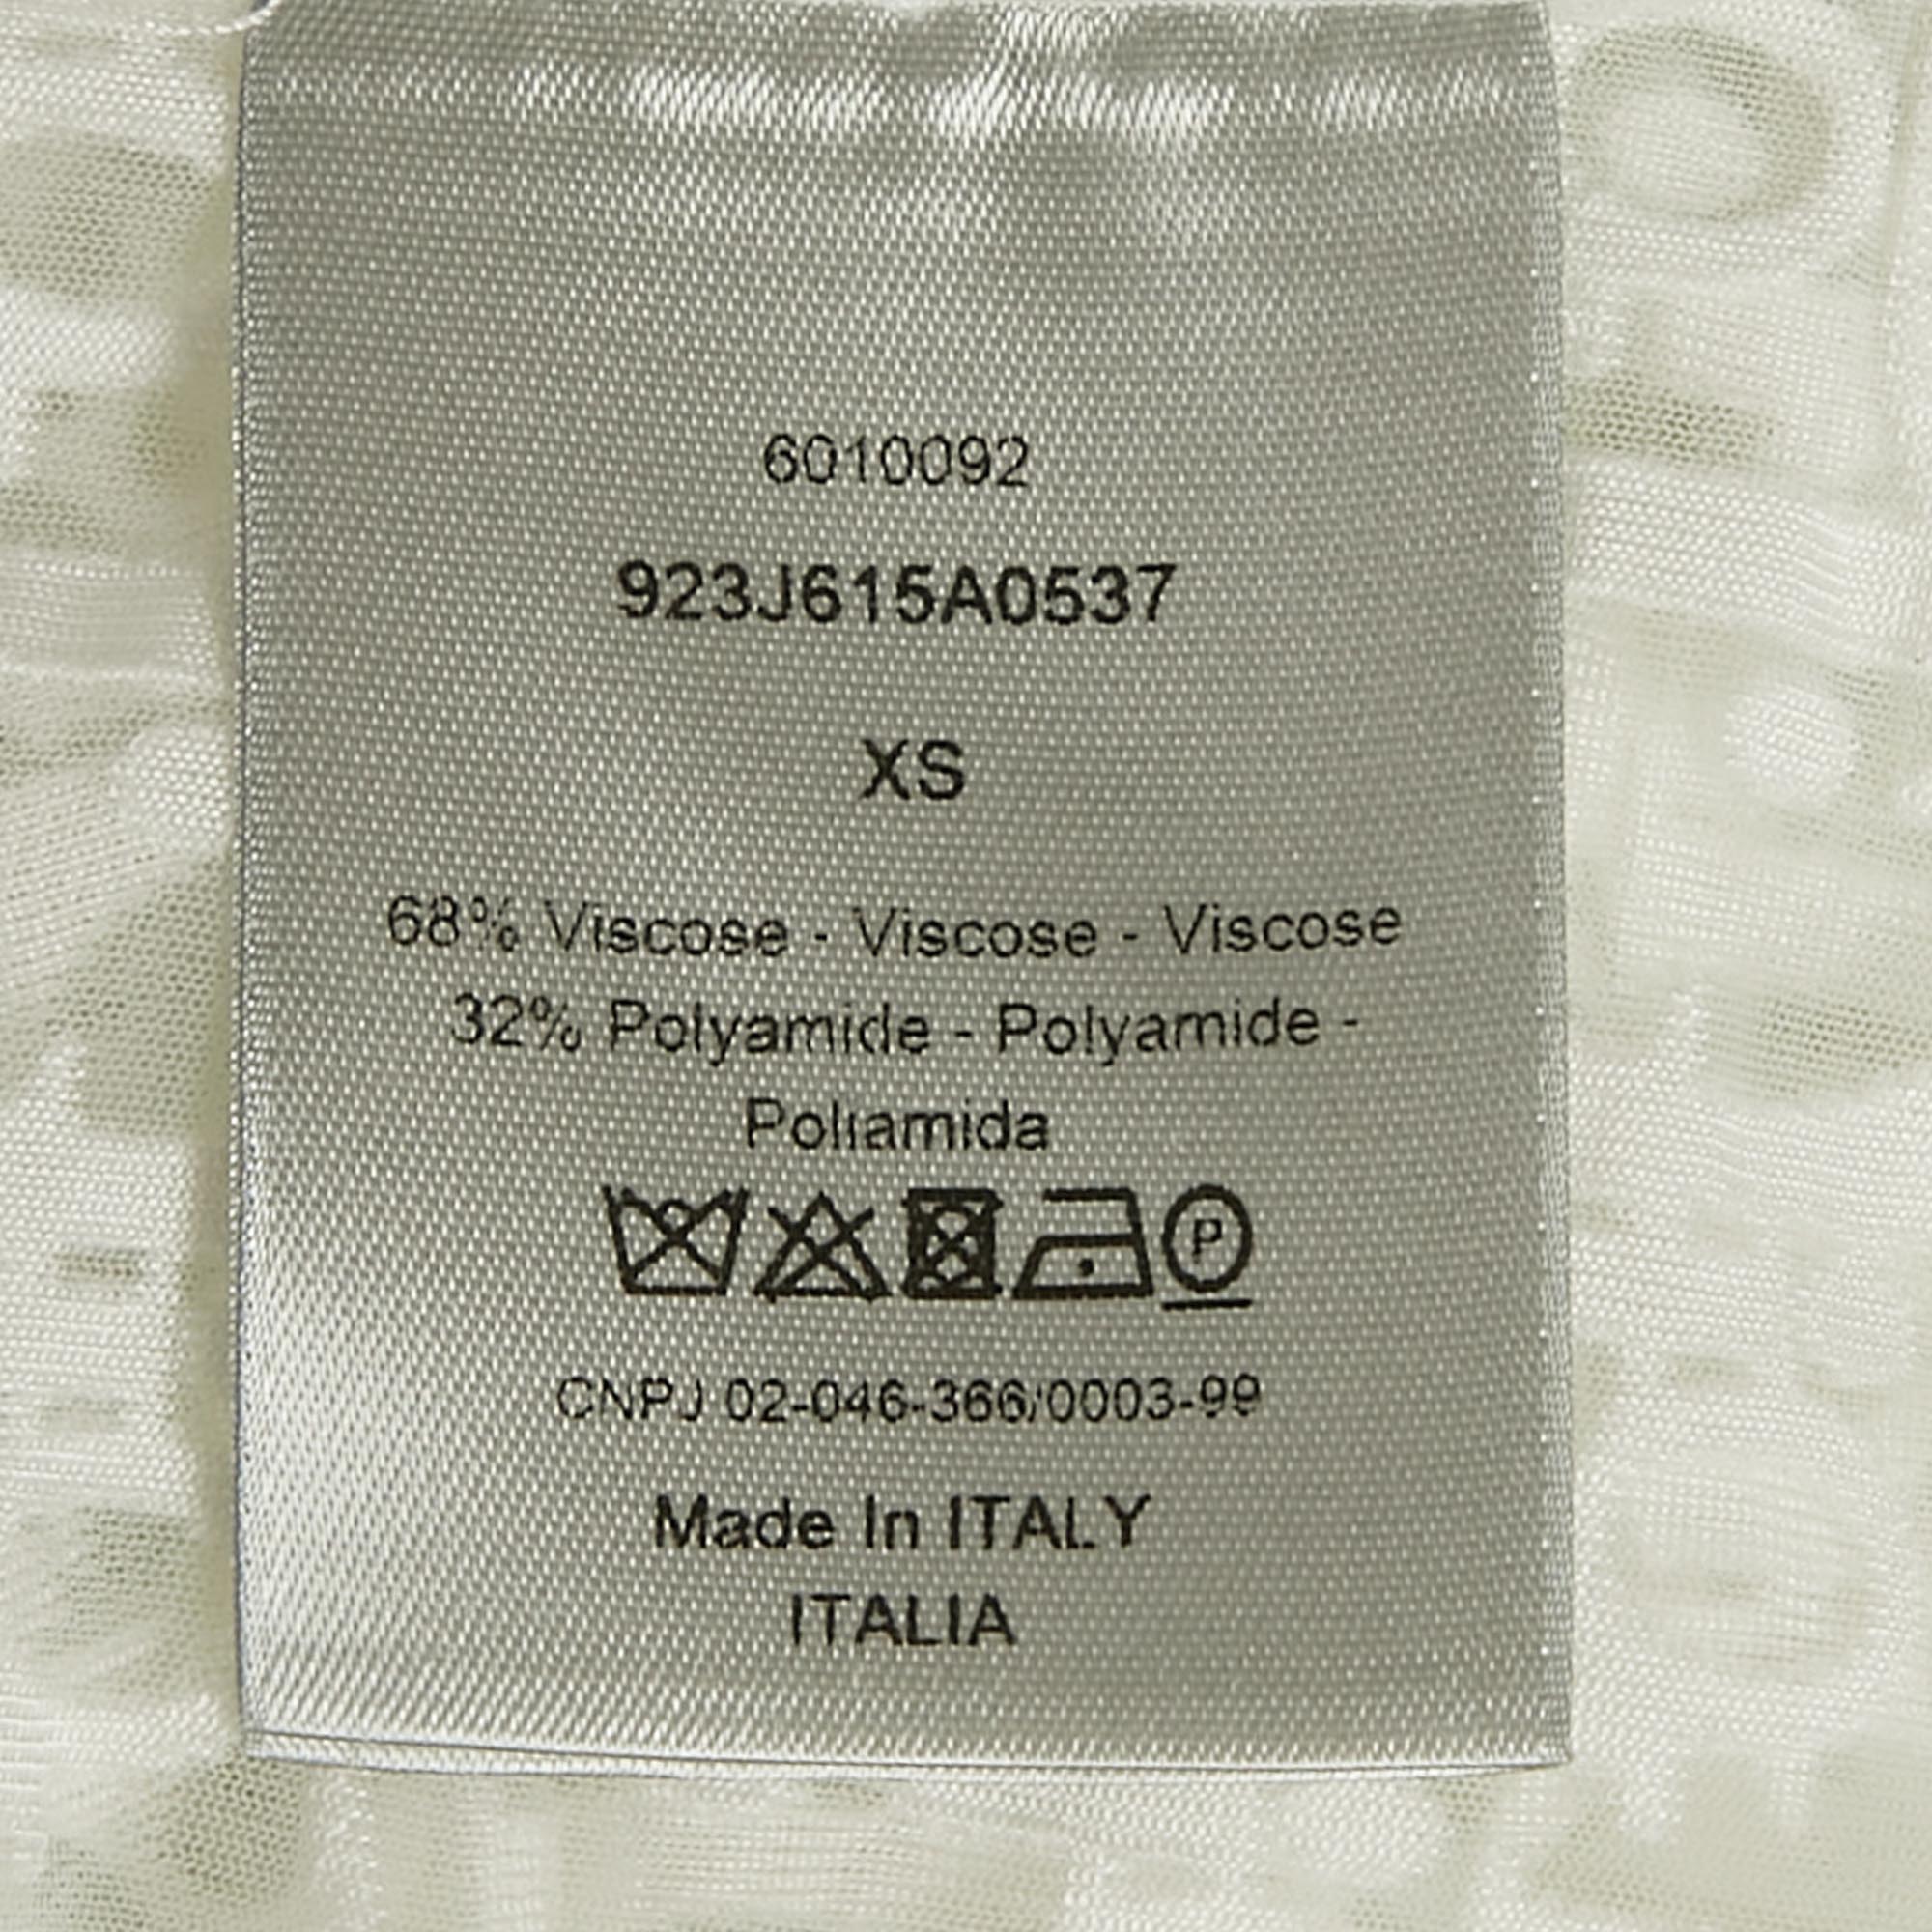 6010092
923J615A0537
XS
68% Viscose - Viscose - Viscose
32% Polyamide - Polyamide -
Poliamida
P
CNPJ 02-046-366/0003-99
Made In ITALY
ITALIA